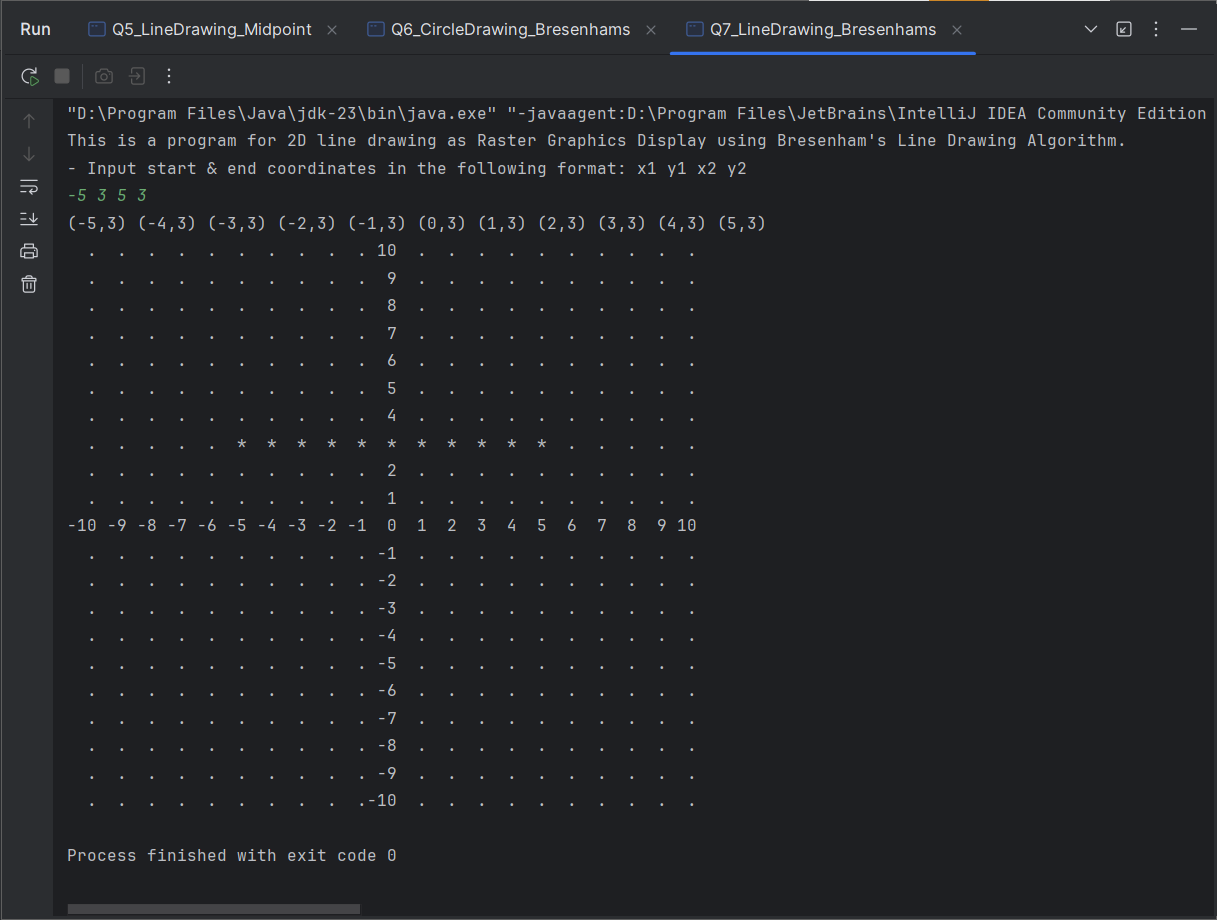 Run Q5_LineDrawing_Midpoint Q6_CircleDrawing_Bresenhams Q7_LineDrawing_Bresenhams
"D:\Program Files\Java\jdk-23\bin\java.exe" "-javaagent:D:\Program Files\JetBrains\IntelliJ IDEA Community Edition
This is a program for 2D line drawing as Raster Graphics Display using Bresenham's Line Drawing Algorithm.
- Input start & end coordinates in the following format: x1 y1 x2 y2
-5 3 5 3
(-5,3) (-4,3) (-3,3) (-2,3) (-1,3) (0,3) (1,3) (2,3) (3,3) (4,3) (5,3)
  .  .  .  .  .  .  .  .  .  . 10  .  .  .  .  .  .  .  .  .  .
  .  .  .  .  .  .  .  .  .  .  9  .  .  .  .  .  .  .  .  .  .
  .  .  .  .  .  .  .  .  .  .  8  .  .  .  .  .  .  .  .  .  .
  .  .  .  .  .  .  .  .  .  .  7  .  .  .  .  .  .  .  .  .  .
  .  .  .  .  .  .  .  .  .  .  6  .  .  .  .  .  .  .  .  .  .
  .  .  .  .  .  .  .  .  .  .  5  .  .  .  .  .  .  .  .  .  .
  .  .  .  .  .  .  .  .  .  .  4  .  .  .  .  .  .  .  .  .  .
  .  .  .  .  .  *  *  *  *  *  *  *  *  *  *  *  .  .  .  .  .
  .  .  .  .  .  .  .  .  .  .  2  .  .  .  .  .  .  .  .  .  .
  .  .  .  .  .  .  .  .  .  .  1  .  .  .  .  .  .  .  .  .  .
-10 -9 -8 -7 -6 -5 -4 -3 -2 -1  0  1  2  3  4  5  6  7  8  9 10
  .  .  .  .  .  .  .  .  .  . -1  .  .  .  .  .  .  .  .  .  .
  .  .  .  .  .  .  .  .  .  . -2  .  .  .  .  .  .  .  .  .  .
  .  .  .  .  .  .  .  .  .  . -3  .  .  .  .  .  .  .  .  .  .
  .  .  .  .  .  .  .  .  .  . -4  .  .  .  .  .  .  .  .  .  .
  .  .  .  .  .  .  .  .  .  . -5  .  .  .  .  .  .  .  .  .  .
  .  .  .  .  .  .  .  .  .  . -6  .  .  .  .  .  .  .  .  .  .
  .  .  .  .  .  .  .  .  .  . -7  .  .  .  .  .  .  .  .  .  .
  .  .  .  .  .  .  .  .  .  . -8  .  .  .  .  .  .  .  .  .  .
  .  .  .  .  .  .  .  .  .  . -9  .  .  .  .  .  .  .  .  .  .
  .  .  .  .  .  .  .  .  .  .-10  .  .  .  .  .  .  .  .  .  .
Process finished with exit code 0